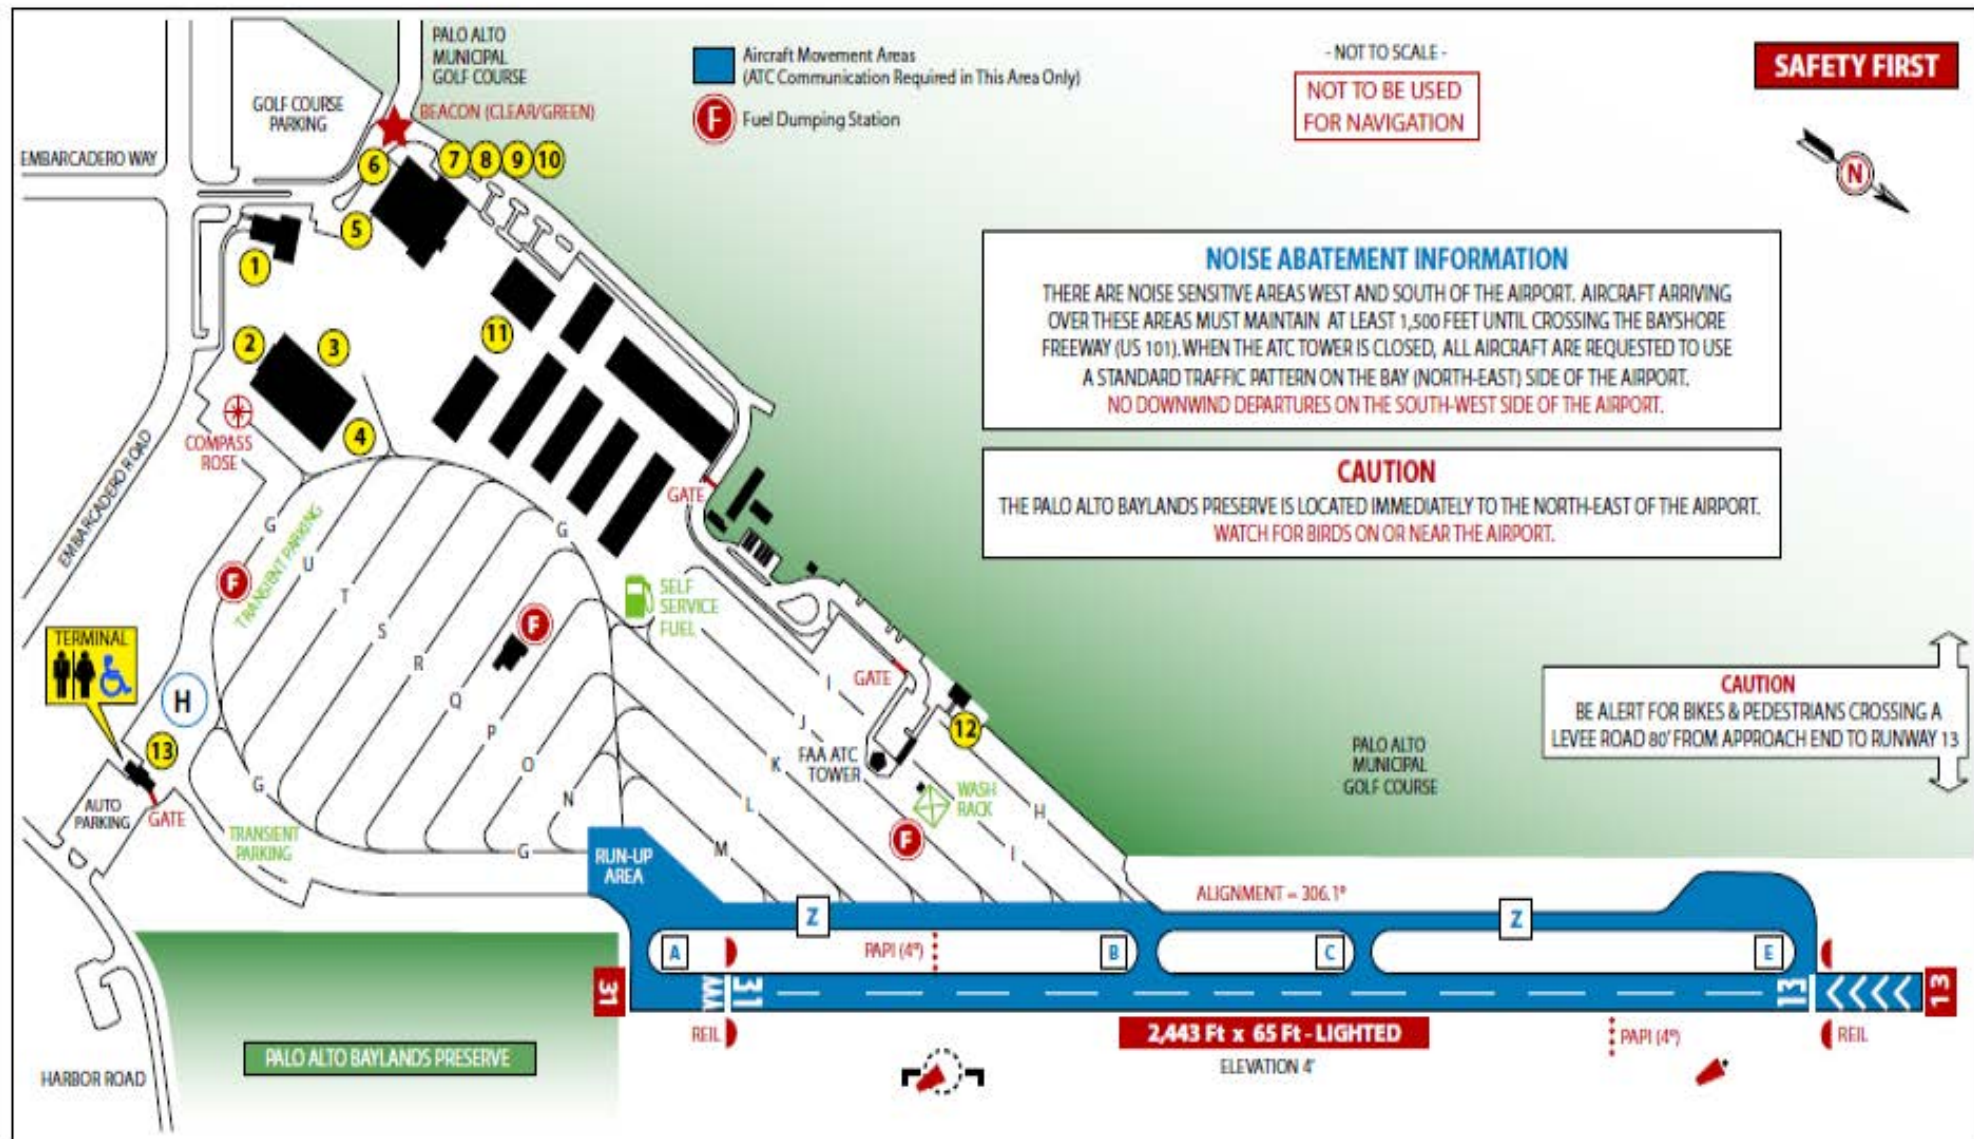 PALO ALTO
MUNICIPAL
GOLF COURSE
GOLF COURSE
PARKING
BEACON (CLEAR/GREEN)
EMBARCADERO WAY
Aircraft Movement Areas
(ATC Communication Required in This Area Only)
F
Fuel Dumping Station
- NOT TO SCALE -
NOT TO BE USED
FOR NAVIGATION
SAFETY FIRST
N
6
7
8
9
10
5
1
2
3
4
11
NOISE ABATEMENT INFORMATION
THERE ARE NOISE SENSITIVE AREAS WEST AND SOUTH OF THE AIRPORT. AIRCRAFT ARRIVING
OVER THESE AREAS MUST MAINTAIN AT LEAST 1,500 FEET UNTIL CROSSING THE BAYSHORE
FREEWAY (US 101). WHEN THE ATC TOWER IS CLOSED, ALL AIRCRAFT ARE REQUESTED TO USE
A STANDARD TRAFFIC PATTERN ON THE BAY (NORTH-EAST) SIDE OF THE AIRPORT.
NO DOWNWIND DEPARTURES ON THE SOUTH-WEST SIDE OF THE AIRPORT.
CAUTION
THE PALO ALTO BAYLANDS PRESERVE IS LOCATED IMMEDIATELY TO THE NORTH-EAST OF THE AIRPORT.
WATCH FOR BIRDS ON OR NEAR THE AIRPORT.
COMPASS
ROSE
EMBARCADERO ROAD
TRANSIENT PARKING
F
G
U
T
S
R
Q
P
O
N
G
F
SELF
SERVICE
FUEL
GATE
GATE
I
J
K
L
M
FAA ATC
TOWER
12
WASH
RACK
F
H
I
TERMINAL
H
13
AUTO
PARKING
GATE
G
TRANSIENT
PARKING
G
RUN-UP
AREA
PALO ALTO
MUNICIPAL
GOLF COURSE
CAUTION
BE ALERT FOR BIKES & PEDESTRIANS CROSSING A
LEVEE ROAD 80' FROM APPROACH END TO RUNWAY 13
ALIGNMENT = 306.1º
Z
Z
A
PAPI (4º)
B
C
E
31
31
13
13
REIL
2,443 Ft x 65 Ft - LIGHTED
ELEVATION 4'
PAPI (4º)
REIL
PALO ALTO BAYLANDS PRESERVE
HARBOR ROAD